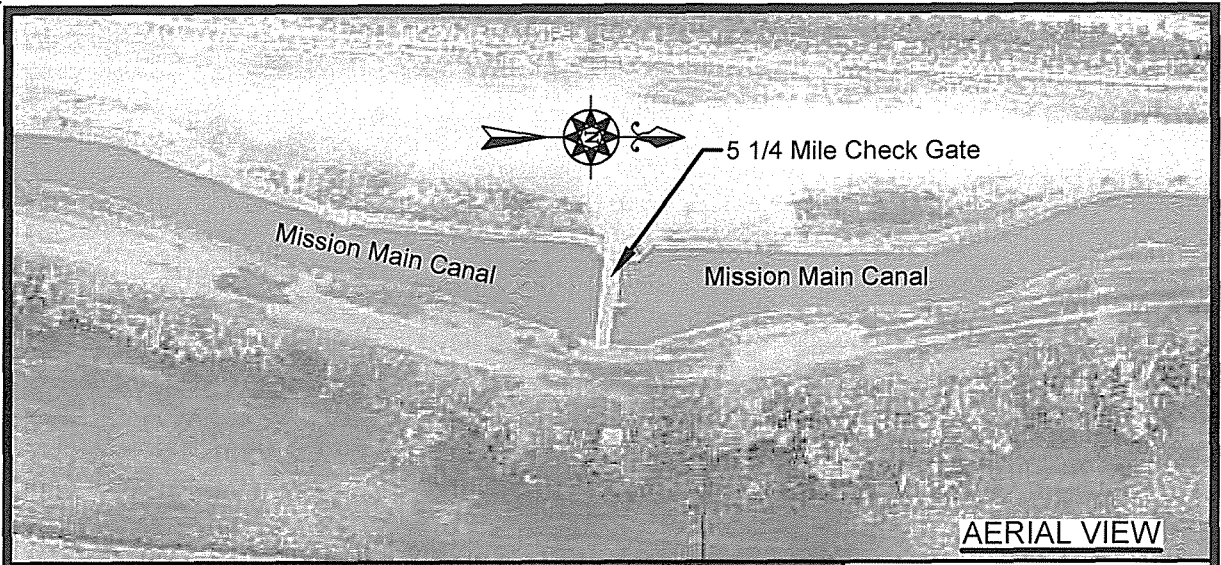 N
5 1/4 Mile Check Gate
Mission Main Canal
Mission Main Canal
AERIAL VIEW